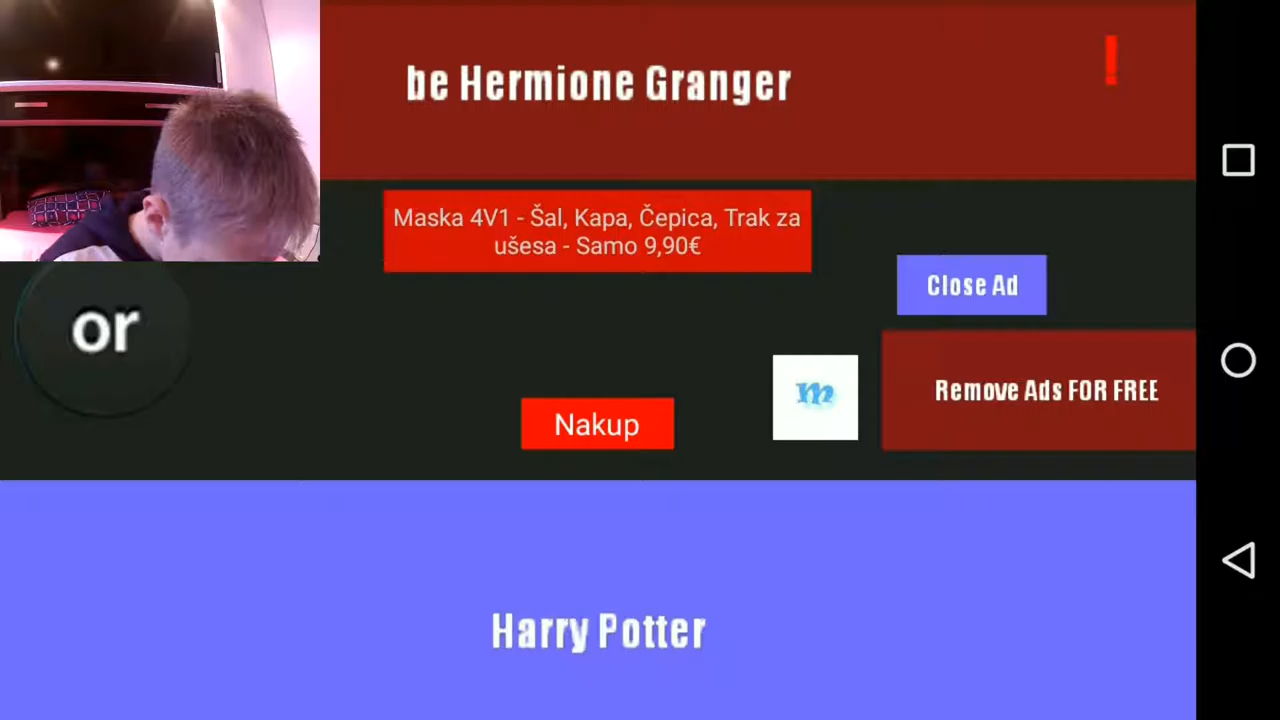 be Hermione Granger
!
Maska 4V1 - Šal, Kapa, Čepica, Trak za
ušesa - Samo 9,90€
Close Ad
or
Remove Ads FOR FREE
m
Nakup
Harry Potter